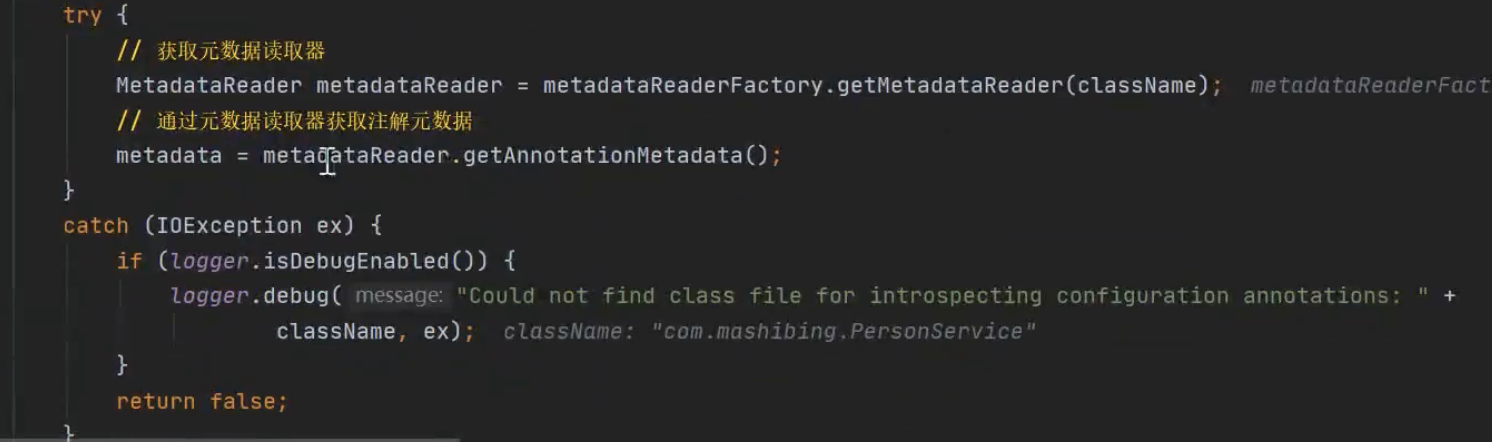 try {
// 获取元数据读取器
MetadataReader metadataReader = metadataReaderFactory.getMetadataReader(className); metadataReaderFact
// 通过元数据读取器获取注解元数据
metadata = metadataReader.getAnnotationMetadata();
}
catch (IOException ex) {
if (logger.isDebugEnabled()) {
logger.debug( message: "Could not find class file for introspecting configuration annotations: " +
className, ex); className: "com.mashibing.PersonService"
}
return false;
}